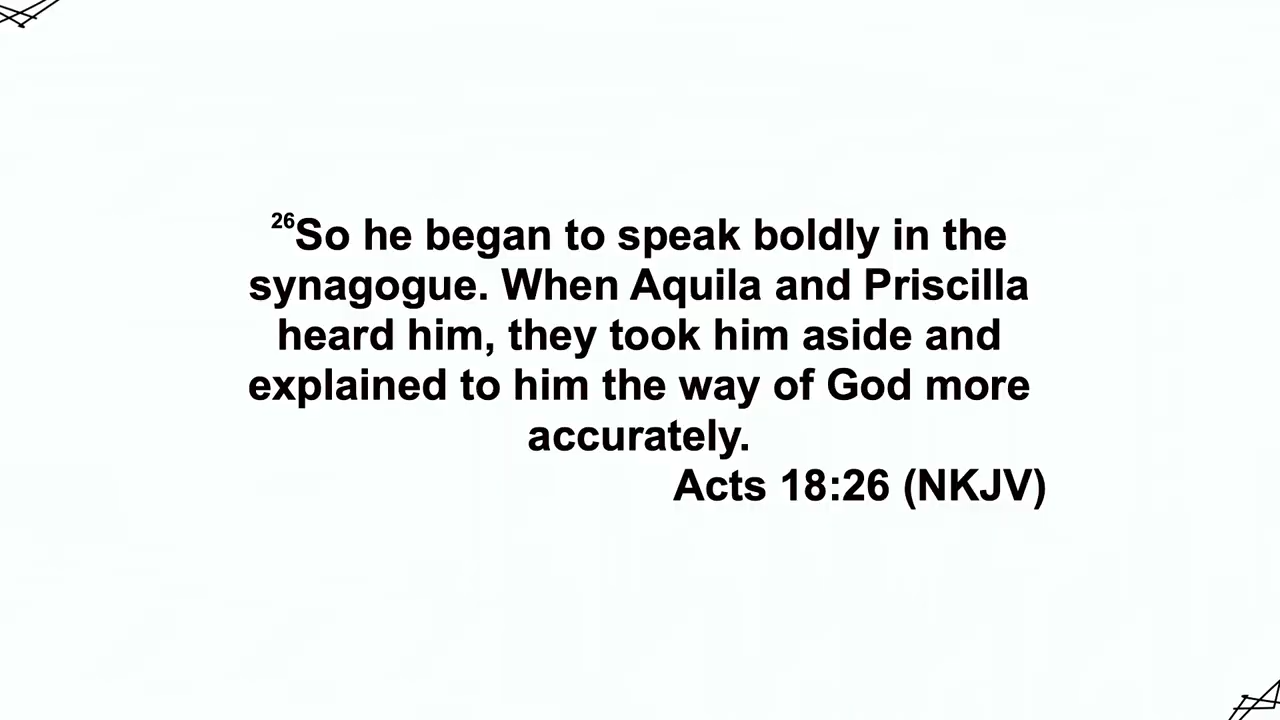 26So he began to speak boldly in the
synagogue. When Aquila and Priscilla
heard him, they took him aside and
explained to him the way of God more
accurately.
Acts 18:26 (NKJV)